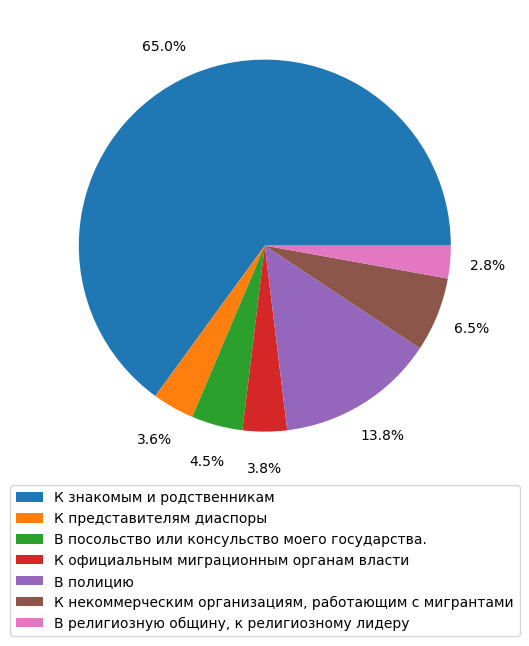 65.0%
2.8%
6.5%
13.8%
3.6%
4.5%
3.8%
К знакомым и родственникам
К представителям диаспоры
В посольство или консульство моего государства.
К официальным миграционным органам власти
В полицию
К некоммерческим организациям, работающим с мигрантами
В религиозную общину, к религиозному лидеру